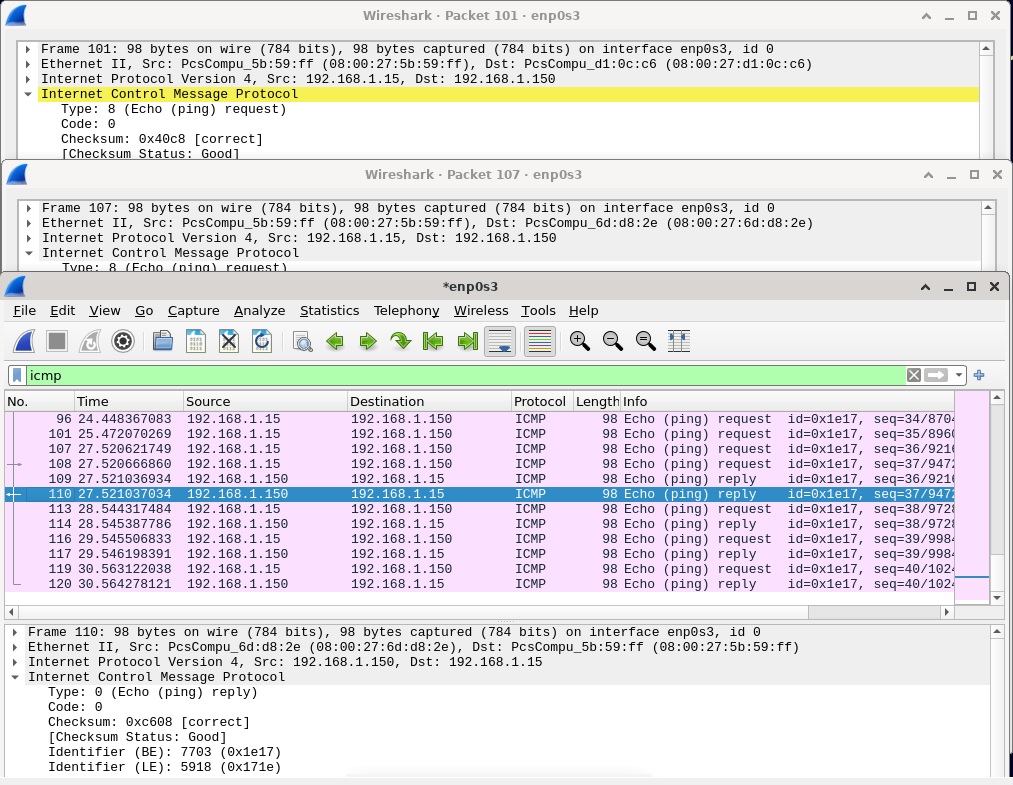 Wireshark · Packet 101 · enp0s3
Frame 101: 98 bytes on wire (784 bits), 98 bytes captured (784 bits) on interface enp0s3, id 0
Ethernet II, Src: PcsCompu_5b:59:ff (08:00:27:5b:59:ff), Dst: PcsCompu_d1:0c:c6 (08:00:27:d1:0c:c6)
Internet Protocol Version 4, Src: 192.168.1.15, Dst: 192.168.1.150
Internet Control Message Protocol
Type: 8 (Echo (ping) request)
Code: 0
Checksum: 0x40c8 [correct]
[Checksum Status: Good]
Wireshark · Packet 107 · enp0s3
Frame 107: 98 bytes on wire (784 bits), 98 bytes captured (784 bits) on interface enp0s3, id 0
Ethernet II, Src: PcsCompu_5b:59:ff (08:00:27:5b:59:ff), Dst: PcsCompu_6d:d8:2e (08:00:27:6d:d8:2e)
Internet Protocol Version 4, Src: 192.168.1.15, Dst: 192.168.1.150
Internet Control Message Protocol
Type: 8 (Echo (ping) request)
*enp0s3
File Edit View Go Capture Analyze Statistics Telephony Wireless Tools Help
icmp
No. Time Source Destination Protocol Length Info
96 24.448367083 192.168.1.15 192.168.1.150 ICMP 98 Echo (ping) request id=0x1e17, seq=34/8704
101 25.472070269 192.168.1.15 192.168.1.150 ICMP 98 Echo (ping) request id=0x1e17, seq=35/8960
107 27.520621749 192.168.1.15 192.168.1.150 ICMP 98 Echo (ping) request id=0x1e17, seq=36/9216
108 27.520666860 192.168.1.15 192.168.1.150 ICMP 98 Echo (ping) request id=0x1e17, seq=37/9472
109 27.521036934 192.168.1.150 192.168.1.15 ICMP 98 Echo (ping) reply id=0x1e17, seq=36/9216
110 27.521037034 192.168.1.150 192.168.1.15 ICMP 98 Echo (ping) reply id=0x1e17, seq=37/9472
113 28.544317484 192.168.1.15 192.168.1.150 ICMP 98 Echo (ping) request id=0x1e17, seq=38/9728
114 28.545387786 192.168.1.150 192.168.1.15 ICMP 98 Echo (ping) reply id=0x1e17, seq=38/9728
116 29.545506833 192.168.1.15 192.168.1.150 ICMP 98 Echo (ping) request id=0x1e17, seq=39/9984
117 29.546198391 192.168.1.150 192.168.1.15 ICMP 98 Echo (ping) reply id=0x1e17, seq=39/9984
119 30.563122038 192.168.1.15 192.168.1.150 ICMP 98 Echo (ping) request id=0x1e17, seq=40/1024
120 30.564278121 192.168.1.150 192.168.1.15 ICMP 98 Echo (ping) reply id=0x1e17, seq=40/1024
Frame 110: 98 bytes on wire (784 bits), 98 bytes captured (784 bits) on interface enp0s3, id 0
Ethernet II, Src: PcsCompu_6d:d8:2e (08:00:27:6d:d8:2e), Dst: PcsCompu_5b:59:ff (08:00:27:5b:59:ff)
Internet Protocol Version 4, Src: 192.168.1.150, Dst: 192.168.1.15
Internet Control Message Protocol
Type: 0 (Echo (ping) reply)
Code: 0
Checksum: 0xc608 [correct]
[Checksum Status: Good]
Identifier (BE): 7703 (0x1e17)
Identifier (LE): 5918 (0x171e)